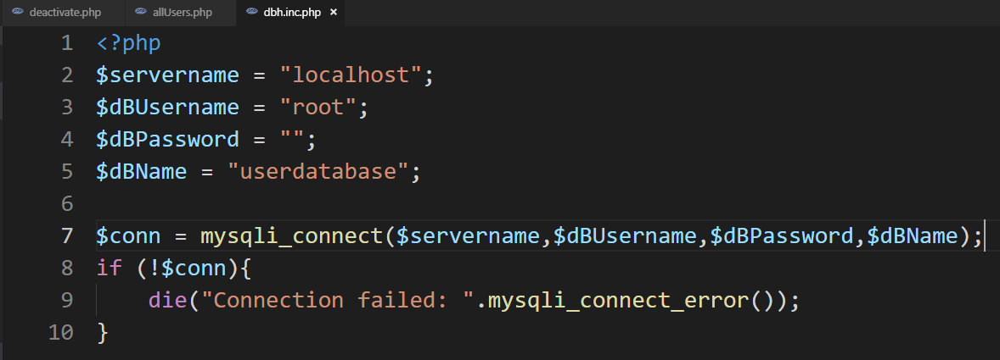 deactivate.php allUsers.php dbh.inc.php ×
1 <?php
2 $servername = "localhost";
3 $dBUsername = "root";
4 $dBPassword = "";
5 $dBName = "userdatabase";
6
7 $conn = mysqli_connect($servername,$dBUsername,$dBPassword,$dBName);
8 if (!$conn){
9     die("Connection failed: ".mysqli_connect_error());
10 }